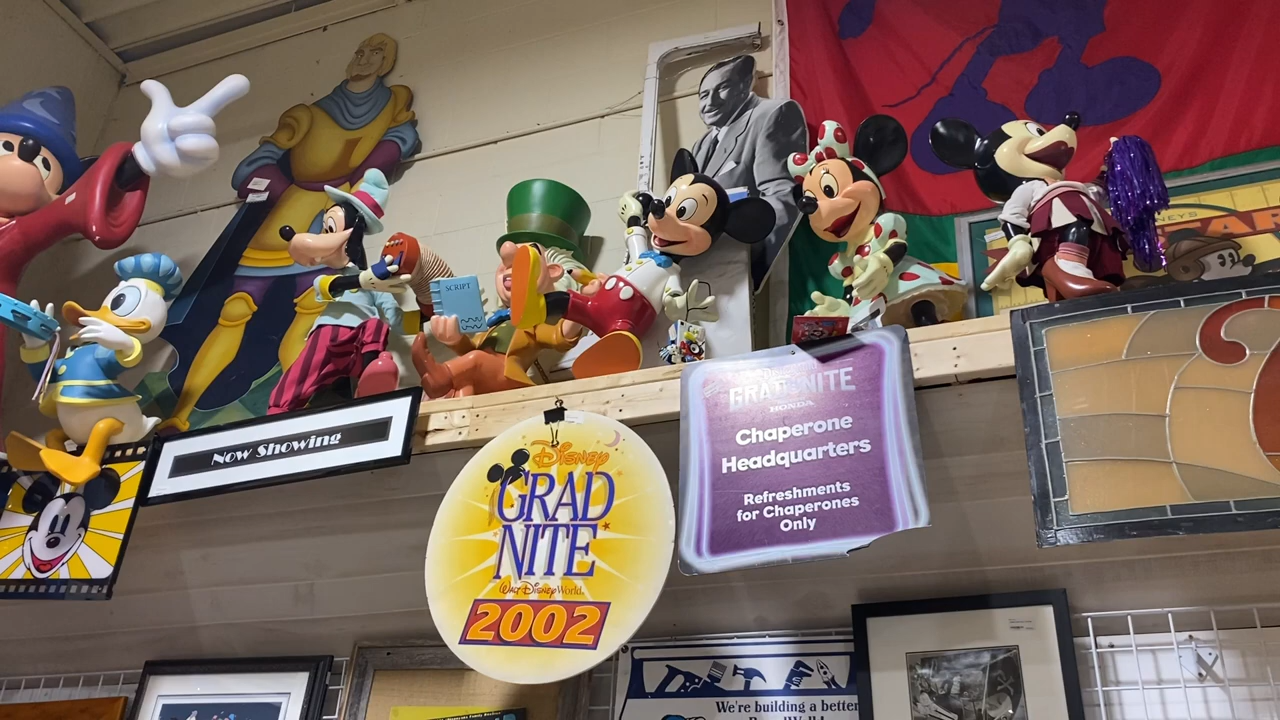 SCRIPT
Now Showing
Disney
GRAD
NITE
Walt Disney World.
2002
GRAD NITE
HONDA
Chaperone
Headquarters
Refreshments
for Chaperones
Only
We're building a better